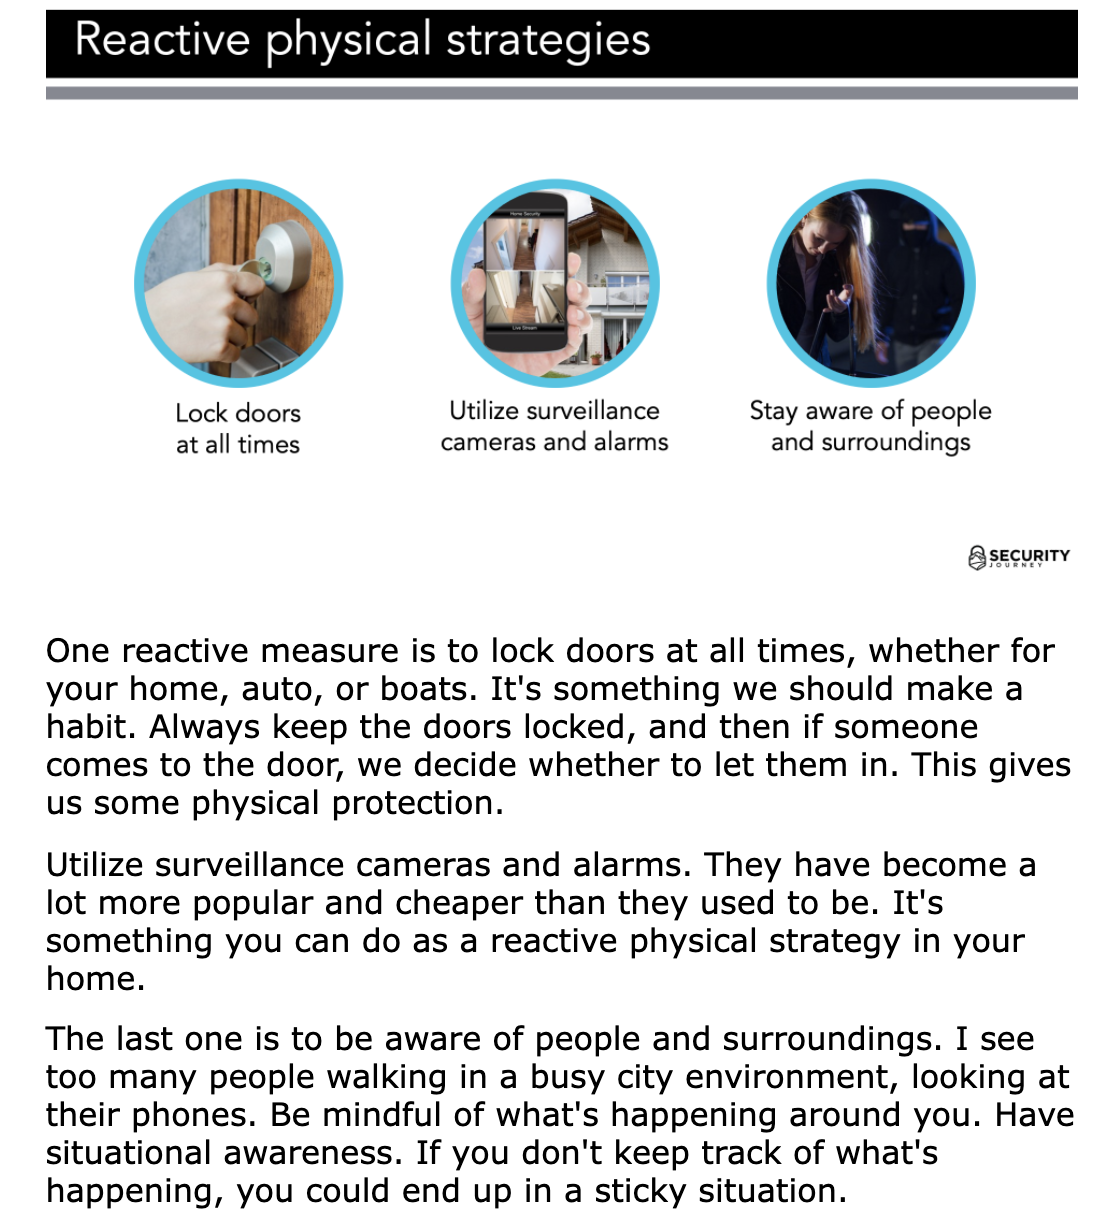 Reactive physical strategies
Home Security
Live Stream
Lock doors
at all times
Utilize surveillance
cameras and alarms
Stay aware of people
and surroundings
SECURITY
JOURNEY
One reactive measure is to lock doors at all times, whether for
your home, auto, or boats. It's something we should make a
habit. Always keep the doors locked, and then if someone
comes to the door, we decide whether to let them in. This gives
us some physical protection.
Utilize surveillance cameras and alarms. They have become a
lot more popular and cheaper than they used to be. It's
something you can do as a reactive physical strategy in your
home.
The last one is to be aware of people and surroundings. I see
too many people walking in a busy city environment, looking at
their phones. Be mindful of what's happening around you. Have
situational awareness. If you don't keep track of what's
happening, you could end up in a sticky situation.